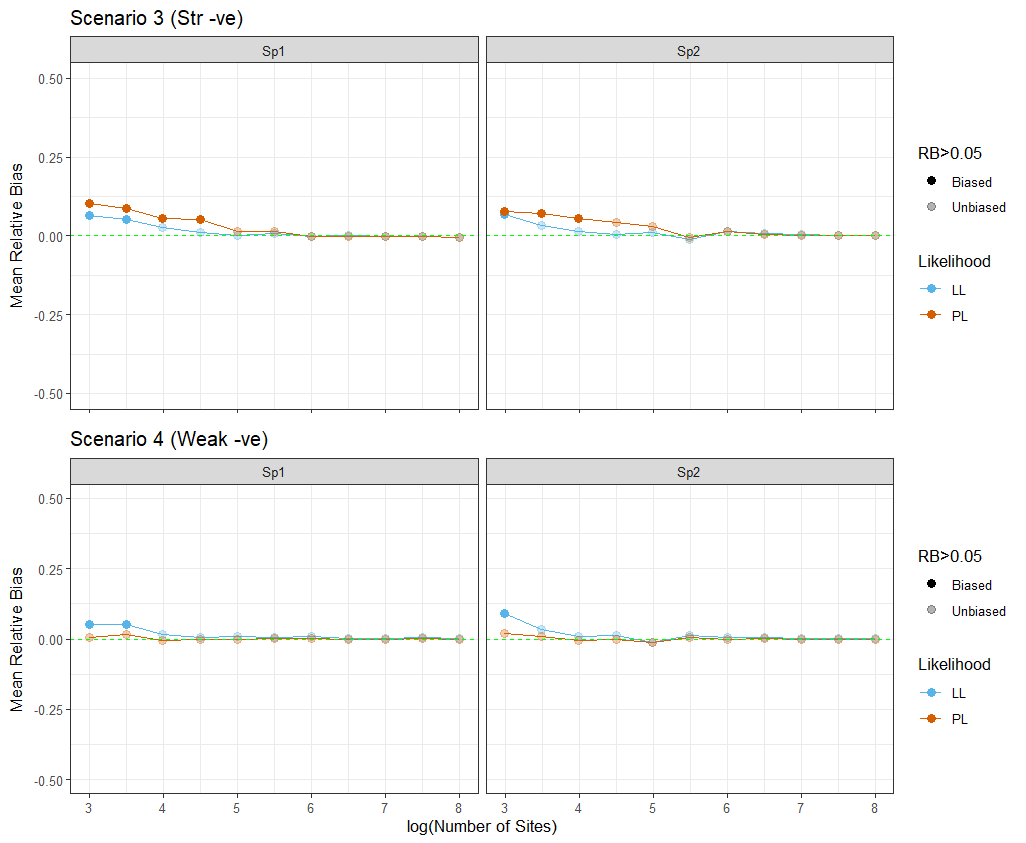 Scenario 3 (Str -ve)
Sp1
Sp2
0.50
0.25
0.00
-0.25
-0.50
Mean Relative Bias
RB>0.05
Biased
Unbiased
Likelihood
LL
PL
Scenario 4 (Weak -ve)
Sp1
Sp2
0.50
0.25
0.00
-0.25
-0.50
Mean Relative Bias
3 4 5 6 7 8
3 4 5 6 7 8
log(Number of Sites)
RB>0.05
Biased
Unbiased
Likelihood
LL
PL